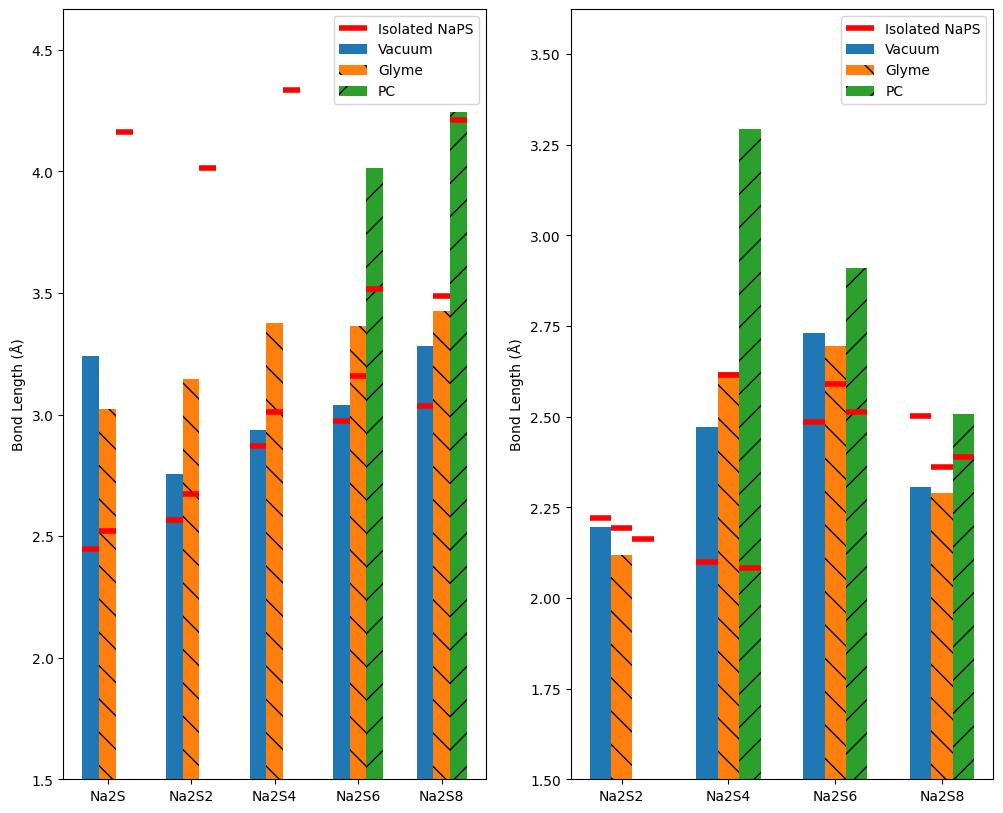 Bond Length (Å)
4.5
4.0
3.5
3.0
2.5
2.0
1.5
Na2S
Na2S2
Na2S4
Na2S6
Na2S8
Isolated NaPS
Vacuum
Glyme
PC
Bond Length (Å)
3.50
3.25
3.00
2.75
2.50
2.25
2.00
1.75
1.50
Na2S2
Na2S4
Na2S6
Na2S8
Isolated NaPS
Vacuum
Glyme
PC